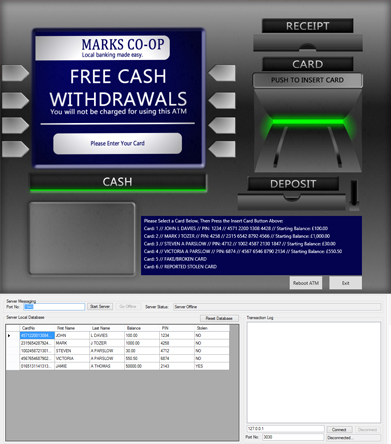 RECEIPT
MARKS CO-OP
Local banking made easy.
CARD
FREE CASH
WITHDRAWALS
You will not be charged for using this ATM
PUSH TO INSERT CARD
Please Enter Your Card
CASH
DEPOSIT
Please Select a Card Below, Then Press the Insert Card Button Above:
Card: 1 // JOHN L DAVIES // PIN: 1234 // 4571 2200 1308 4428 // Starting Balance: £100.00
Card: 2 // MARK J TOZER // PIN: 4258 // 2315 6542 8792 4566 // Starting Balance: £1,000.00
Card: 3 // STEVEN A PARSLOW // PIN: 4712 // 1002 4587 2130 1847 // Starting Balance: £30.00
Card: 4 // VICTORIA A PARSLOW // PIN: 6874 // 4567 6546 8790 2134 // Starting Balance: £550.50
Card: 5 // FAKE/BROKEN CARD
Card: 6 // REPORTED STOLEN CARD
Reboot ATM
Exit
Server Messaging
Port No:
Start Server
Go Offline
Server Status:
Server Offline
Server Local Database
Reset Database
Transaction Log
CardNo First Name Last Name Balance PIN Stolen
JOHN L DAVIES 100.00 1234 NO
2315654287924... MARK J TOZER 1000.00 4258 NO
1002458721301... STEVEN A PARSLOW 30.00 4712 NO
4567654687902... VICTORIA A PARSLOW 550.50 6874 NO
JAMIE A THOMAS 60000.00 2143 YES
127.0.0.1
Connect
Disconnect
Port No: 3030
Disconnected...